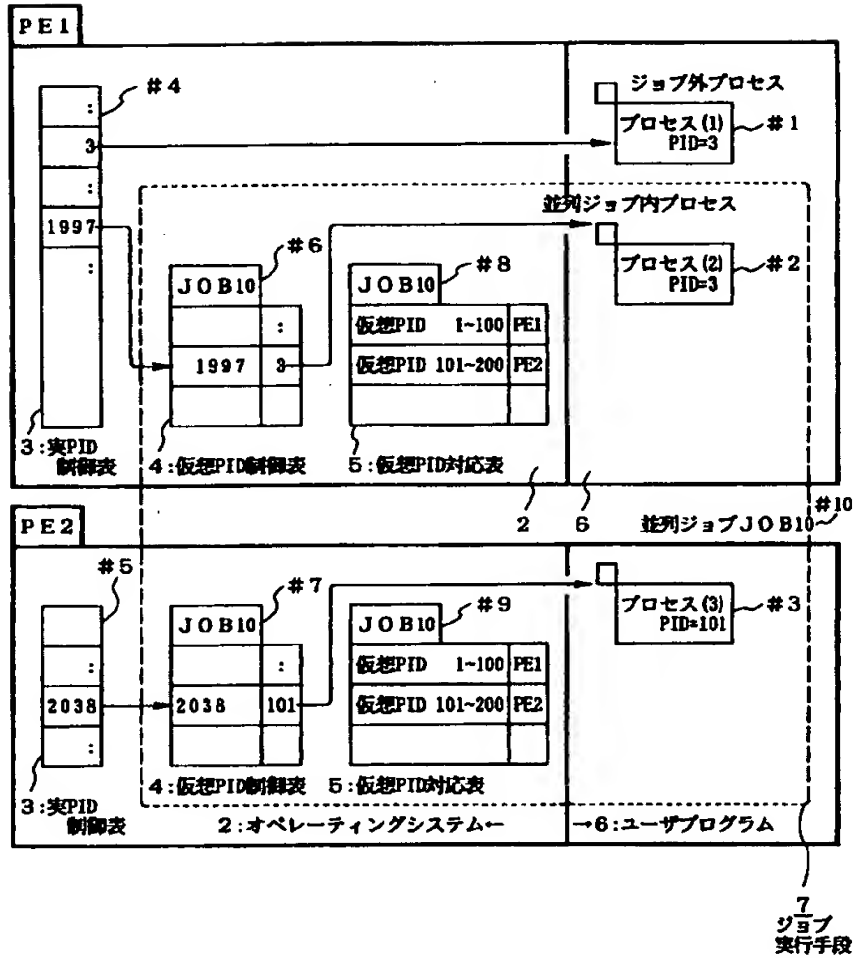 PE1
#4
ジョブ外プロセス
:
プロセス(1)
#1
3
PID=3
:
並列ジョブ内プロセス
1997
#6
#8
:
プロセス(2)
#2
JOB10
JOB10
PID=3
:
仮想PID 1~100 PE1
1997 3
仮想PID 101~200 PE2
3:実PID
制御表
4:仮想PID制御表
5:仮想PID対応表
2
6
並列ジョブJOB10
#10
PE2
#5
#7
#9
プロセス(3)
#3
JOB10
JOB10
PID=101
:
:
仮想PID 1~100 PE1
2038
2038 101
仮想PID 101~200 PE2
:
4:仮想PID制御表
5:仮想PID対応表
3:実PID
制御表
2:オペレーティングシステム←
→6:ユーザプログラム
7
ジョブ
実行手段